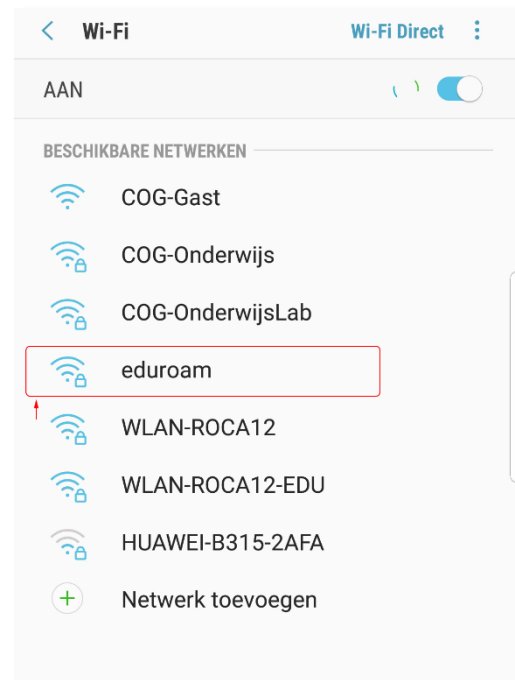 Wi-Fi Wi-Fi Direct
AAN
BESCHIKBARE NETWERKEN
COG-Gast
COG-Onderwijs
COG-OnderwijsLab
eduroam
WLAN-ROCA12
WLAN-ROCA12-EDU
HUAWEI-B315-2AFA
Netwerk toevoegen